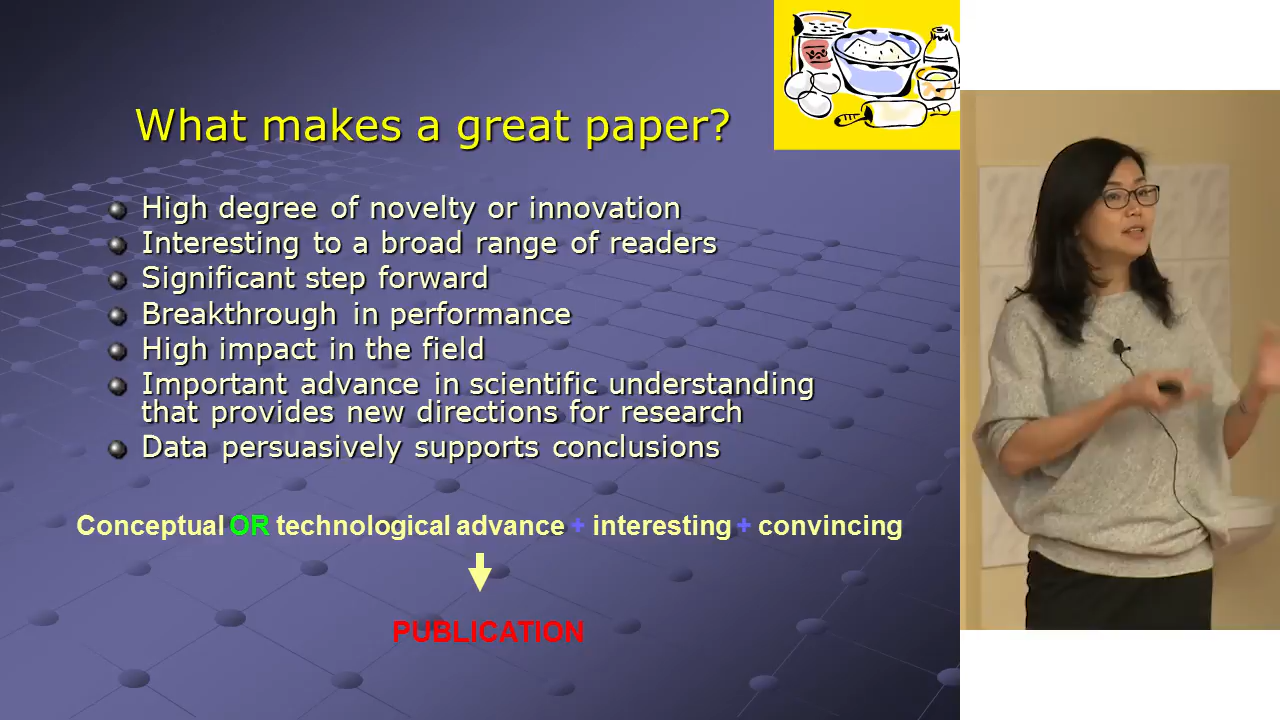 What makes a great paper?
High degree of novelty or innovation
Interesting to a broad range of readers
Significant step forward
Breakthrough in performance
High impact in the field
Important advance in scientific understanding
that provides new directions for research
Data persuasively supports conclusions
Conceptual OR technological advance + interesting + convincing
PUBLICATION